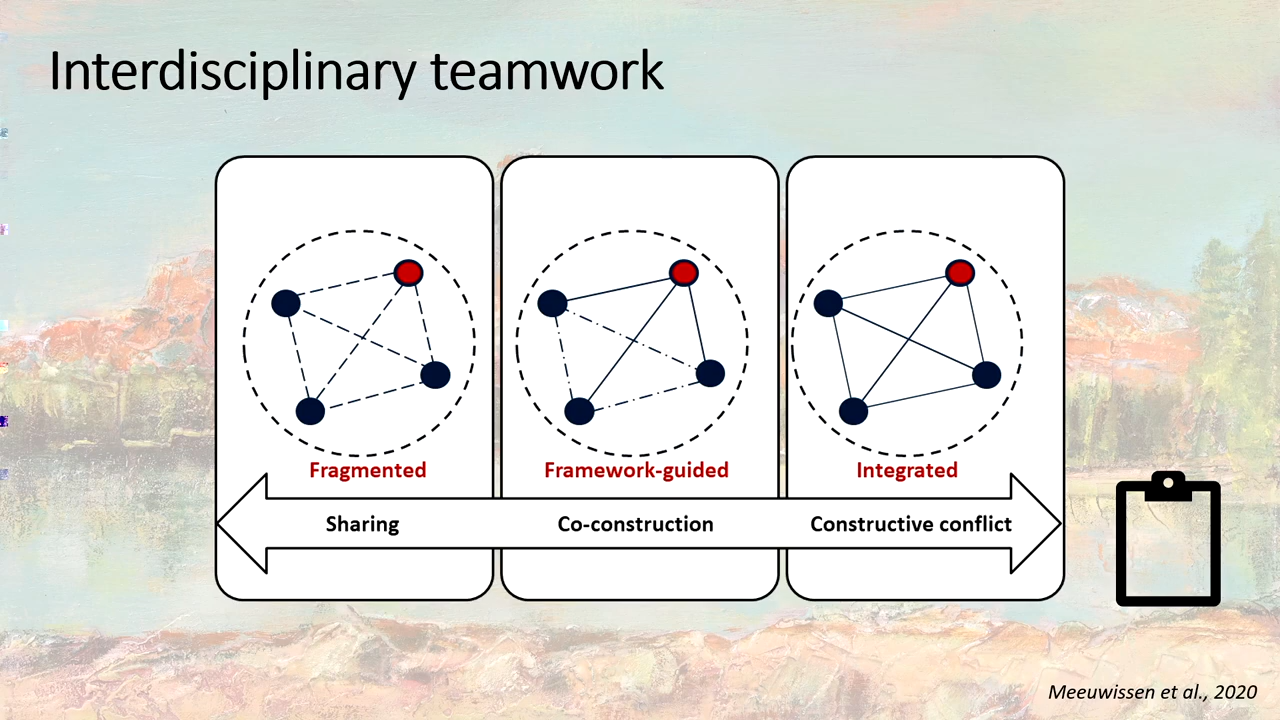 Interdisciplinary teamwork
Fragmented
Framework-guided
Integrated
Sharing
Co-construction
Constructive conflict
Meeuwissen et al., 2020